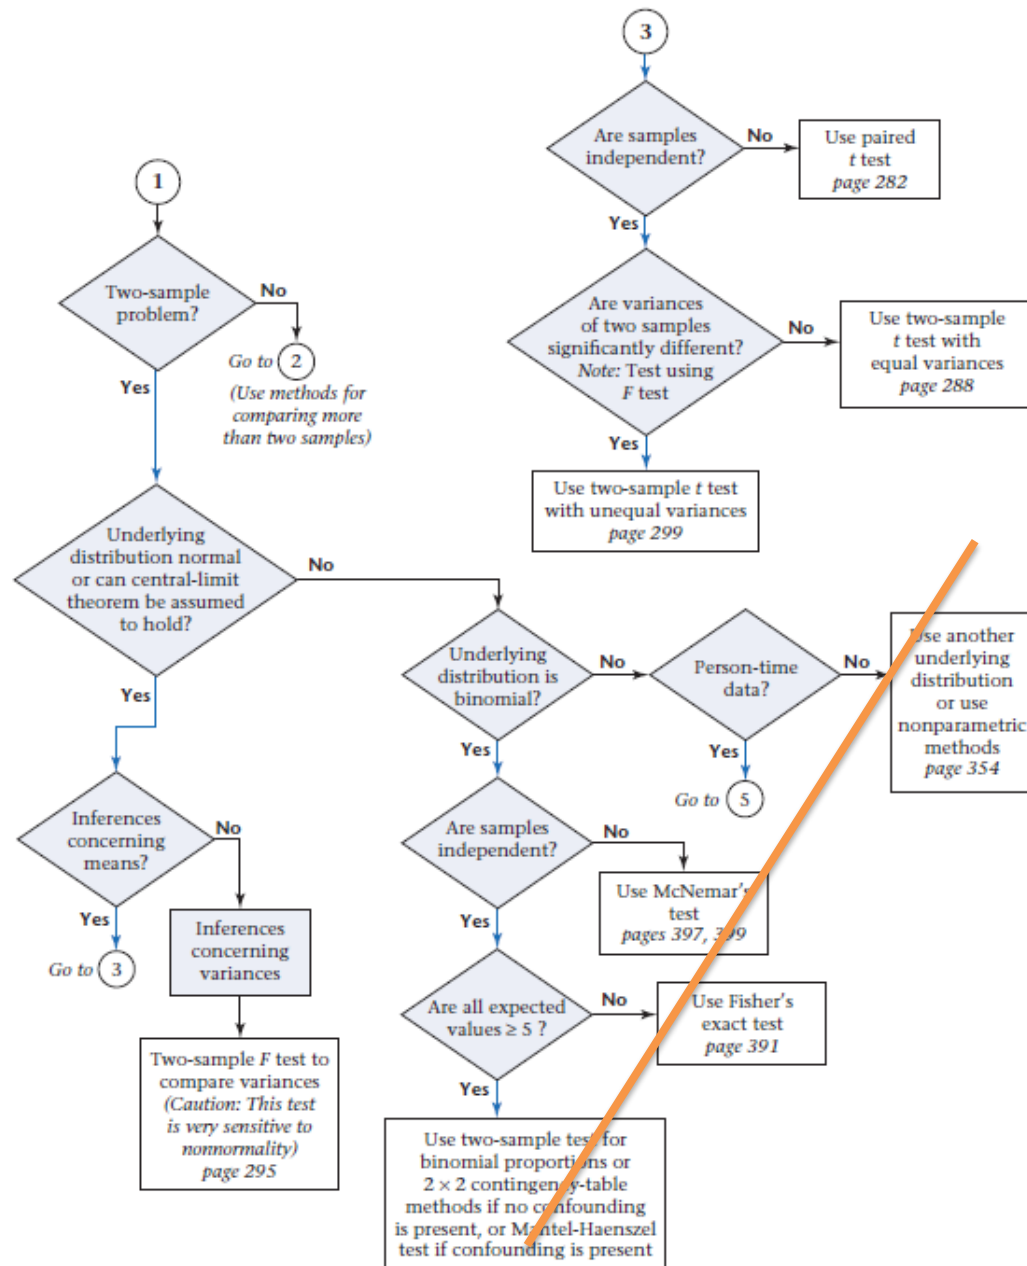 1
Two-sample
problem?
No
Go to 2
(Use methods for
comparing more
than two samples)
Yes
Underlying
distribution normal
or can central-limit
theorem be assumed
to hold?
No
Yes
Inferences
concerning
means?
No
Yes
Go to 3
Inferences
concerning
variances
Two-sample F test to
compare variances
(Caution: This test
is very sensitive to
nonnormality)
page 295
3
Are samples
independent?
No
Use paired
t test
page 282
Yes
Are variances
of two samples
significantly different?
Note: Test using
F test
No
Use two-sample
t test with
equal variances
page 288
Yes
Use two-sample t test
with unequal variances
page 299
Underlying
distribution is
binomial?
No
Person-time
data?
No
Use another
underlying
distribution
or use
nonparametric
methods
page 354
Yes
Go to 5
Yes
Are samples
independent?
No
Use McNemar's
test
pages 397, 399
Yes
Are all expected
values ≥ 5 ?
No
Use Fisher's
exact test
page 391
Yes
Use two-sample test for
binomial proportions or
2 × 2 contingency-table
methods if no confounding
is present, or Mantel-Haenszel
test if confounding is present